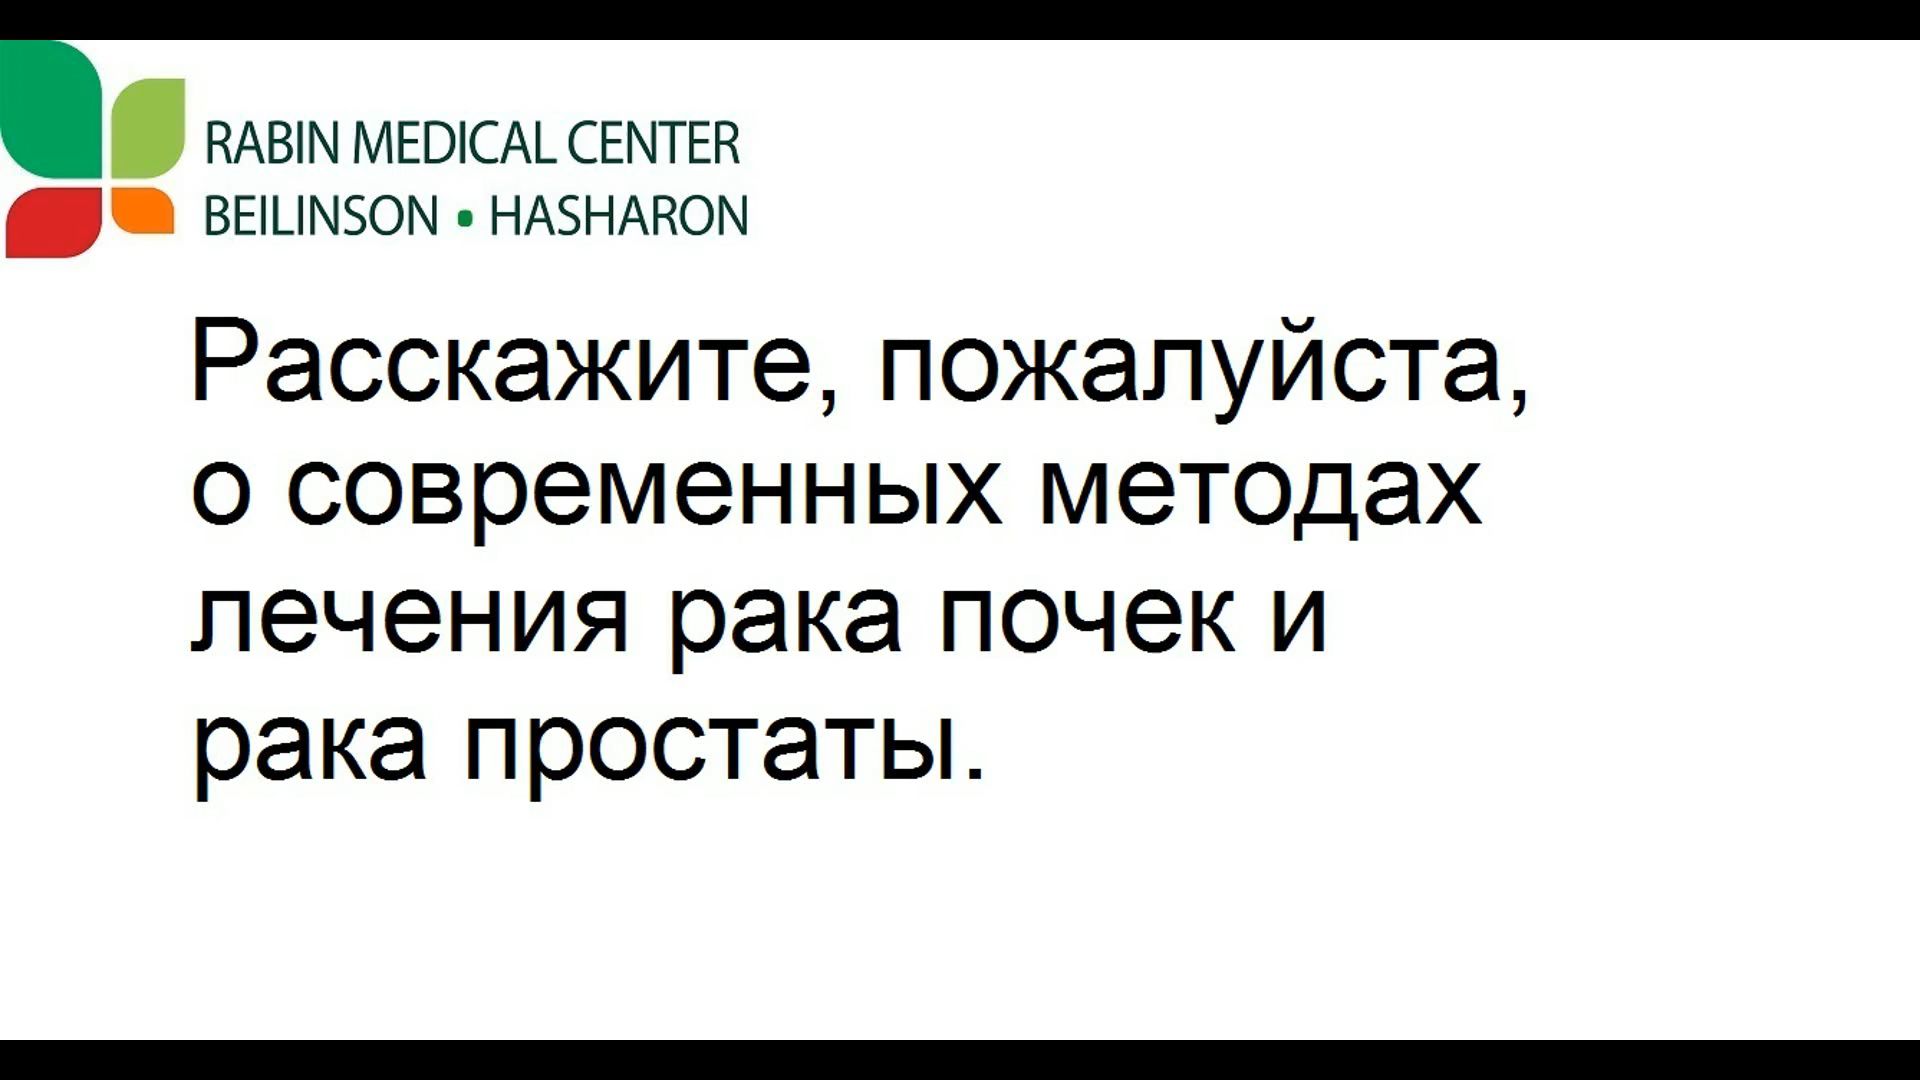 RABIN MEDICAL CENTER
BEILINSON • HASHARON
Расскажите, пожалуйста,
о современных методах
лечения рака почек и
рака простаты.